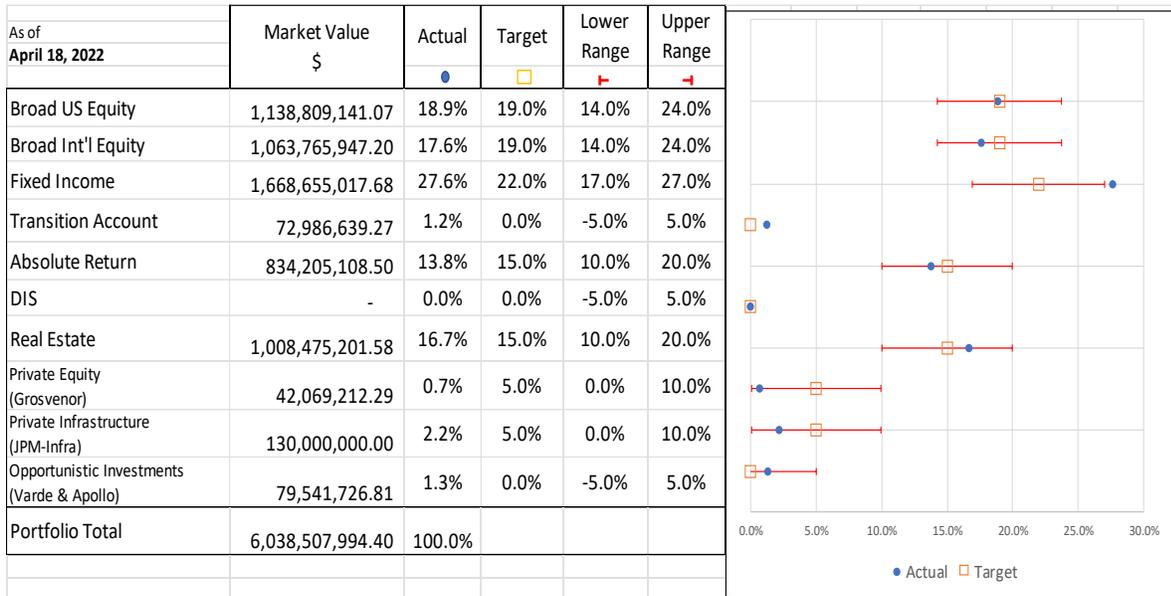 As of
April 18, 2022
Market Value
$
Actual
Target
Lower
Range
Upper
Range
Broad US Equity 1,138,809,141.07 18.9% 19.0% 14.0% 24.0%
Broad Int'l Equity 1,063,765,947.20 17.6% 19.0% 14.0% 24.0%
Fixed Income 1,668,655,017.68 27.6% 22.0% 17.0% 27.0%
Transition Account 72,986,639.27 1.2% 0.0% -5.0% 5.0%
Absolute Return 834,205,108.50 13.8% 15.0% 10.0% 20.0%
DIS - 0.0% 0.0% -5.0% 5.0%
Real Estate 1,008,475,201.58 16.7% 15.0% 10.0% 20.0%
Private Equity
(Grosvenor) 42,069,212.29 0.7% 5.0% 0.0% 10.0%
Private Infrastructure
(JPM-Infra) 130,000,000.00 2.2% 5.0% 0.0% 10.0%
Opportunistic Investments
(Varde & Apollo) 79,541,726.81 1.3% 0.0% -5.0% 5.0%
Portfolio Total 6,038,507,994.40 100.0%
0.0% 5.0% 10.0% 15.0% 20.0% 25.0% 30.0%
Actual Target